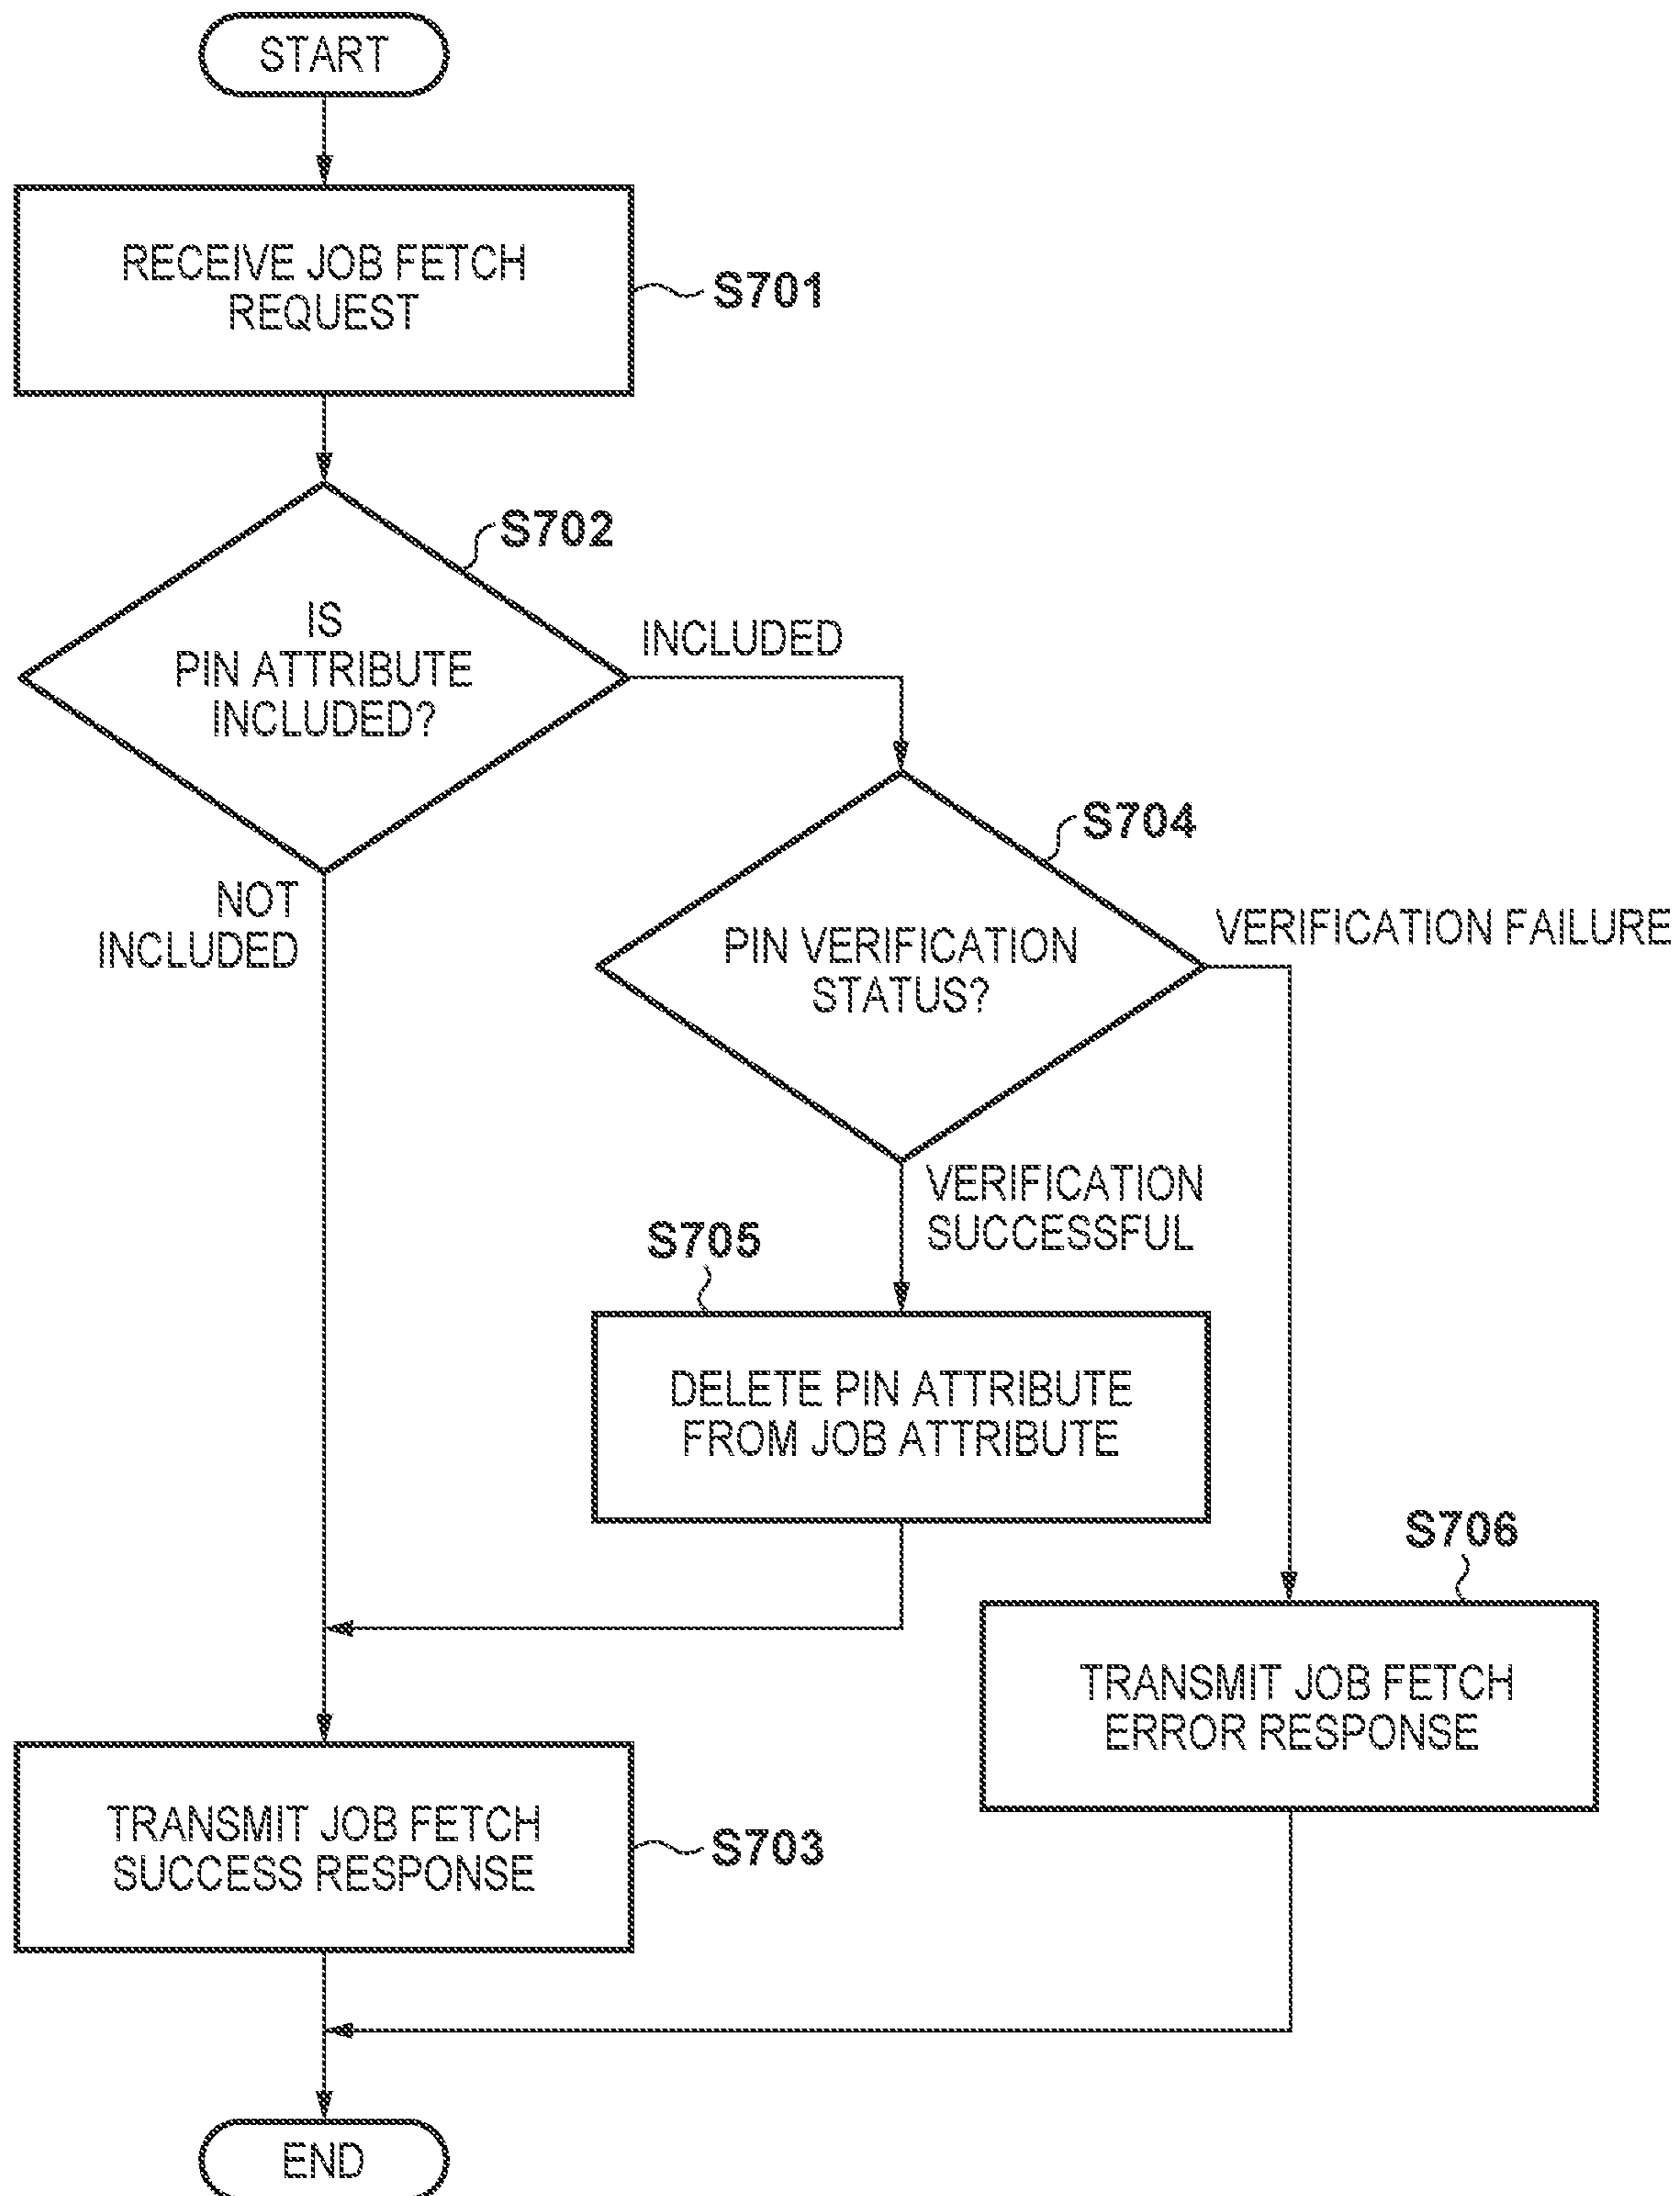 START
RECEIVE JOB FETCH
REQUEST
S701
S702
IS
PIN ATTRIBUTE
INCLUDED?
INCLUDED
NOT
INCLUDED
S704
PIN VERIFICATION
STATUS?
VERIFICATION FAILURE
VERIFICATION
SUCCESSFUL
S705
DELETE PIN ATTRIBUTE
FROM JOB ATTRIBUTE
S706
TRANSMIT JOB FETCH
ERROR RESPONSE
TRANSMIT JOB FETCH
SUCCESS RESPONSE
S703
END